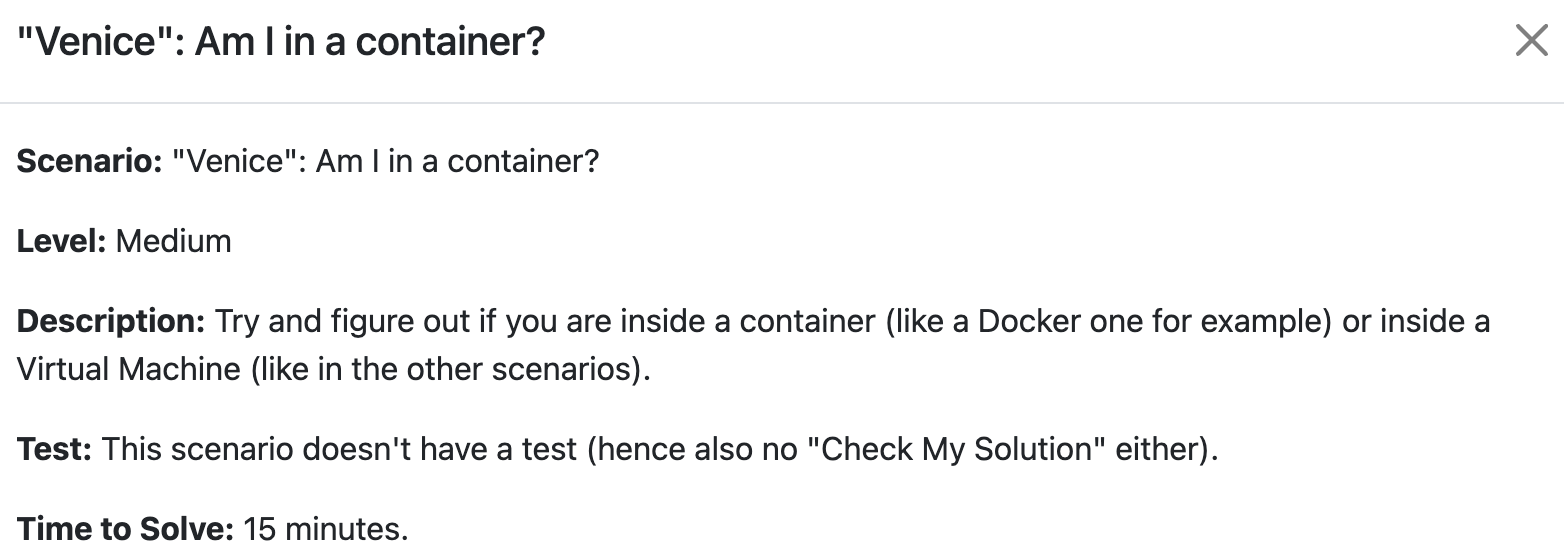 "Venice": Am I in a container?
Scenario: "Venice": Am I in a container?
Level: Medium
Description: Try and figure out if you are inside a container (like a Docker one for example) or inside a
Virtual Machine (like in the other scenarios).
Test: This scenario doesn't have a test (hence also no "Check My Solution" either).
Time to Solve: 15 minutes.